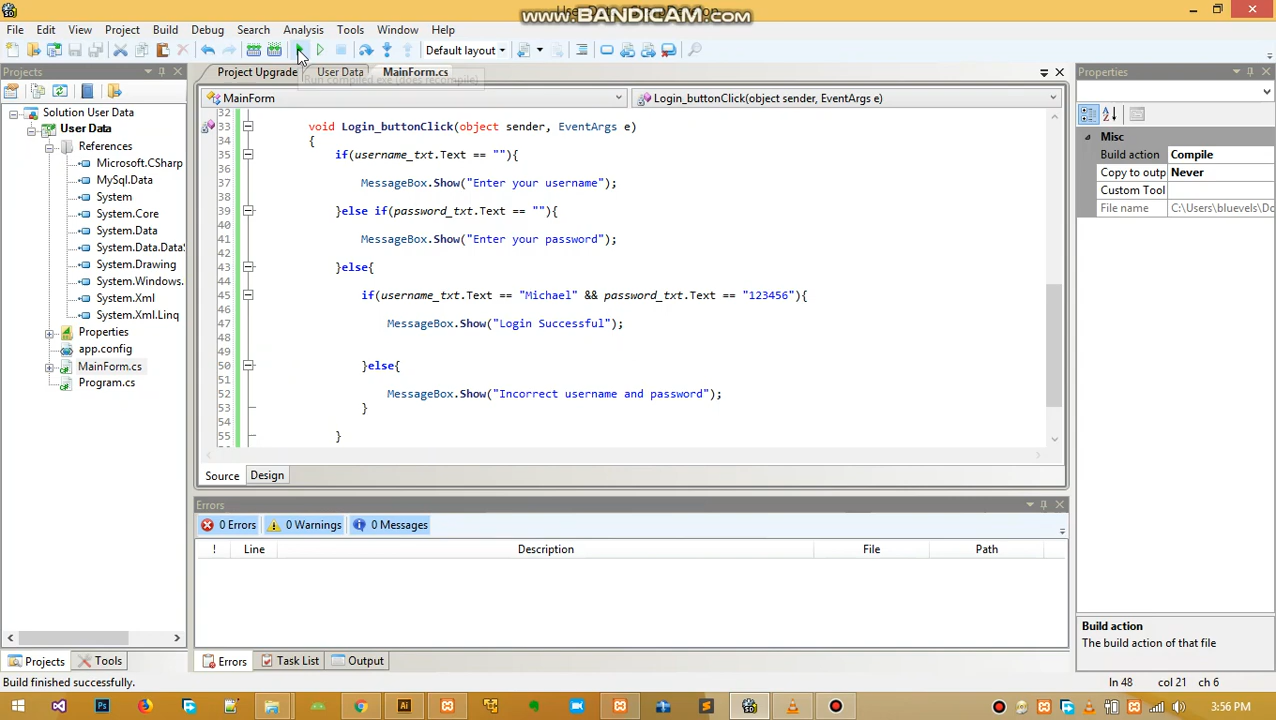 www.BANDICAM.com
File Edit View Project Build Debug Search Analysis Tools Window Help
Default layout
Projects
Project Upgrade User Data MainForm.cs
Properties
MainForm
Login_buttonClick(object sender, EventArgs e)
Solution User Data
User Data
References
Microsoft.CSharp
MySql.Data
System
System.Core
System.Data
System.Data.Data
System.Drawing
System.Windows.
System.Xml
System.Xml.Linq
Properties
app.config
MainForm.cs
Program.cs
32
33 void Login_buttonClick(object sender, EventArgs e)
34 {
35 if(username_txt.Text == ""){
36
37 MessageBox.Show("Enter your username");
38
39 }else if(password_txt.Text == ""){
40
41 MessageBox.Show("Enter your password");
42
43 }else{
44
45 if(username_txt.Text == "Michael" && password_txt.Text == "123456"){
46
47 MessageBox.Show("Login Successful");
48
49
50 }else{
51
52 MessageBox.Show("Incorrect username and password");
53 }
54
55 }
Source Design
Misc
Build action Compile
Copy to outp Never
Custom Tool
File name C:\Users\bluevels\Do
Errors
0 Errors 0 Warnings 0 Messages
! Line Description File Path
Build action
The build action of that file
Projects Tools
Errors Task List Output
Build finished successfully.
ln 48 col 21 ch 6
3:56 PM